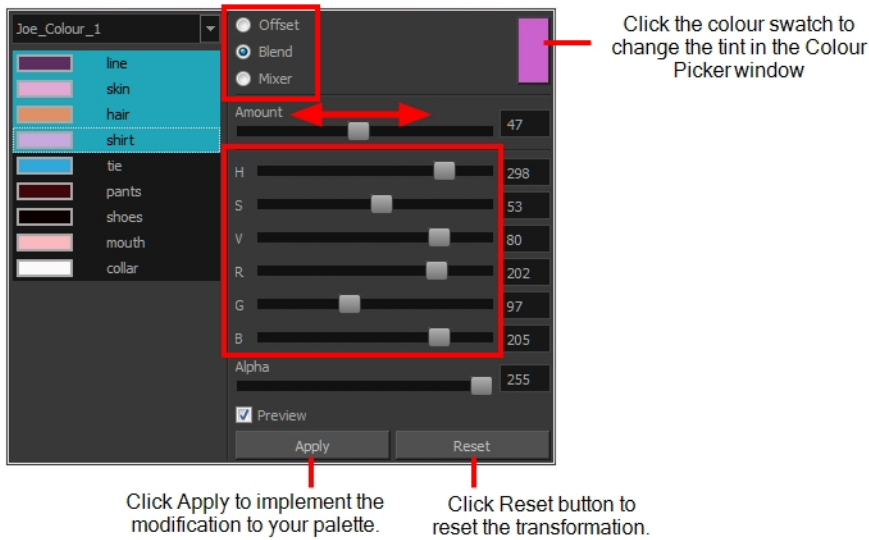 Joe_Colour_1
line
skin
hair
shirt
tie
pants
shoes
mouth
collar
Offset
Blend
Mixer
Amount
47
H
298
S
53
V
80
R
202
G
97
B
205
Alpha
255
Preview
Apply
Reset
Click the colour swatch to
change the tint in the Colour
Picker window
Click Apply to implement the
modification to your palette.
Click Reset button to
reset the transformation.